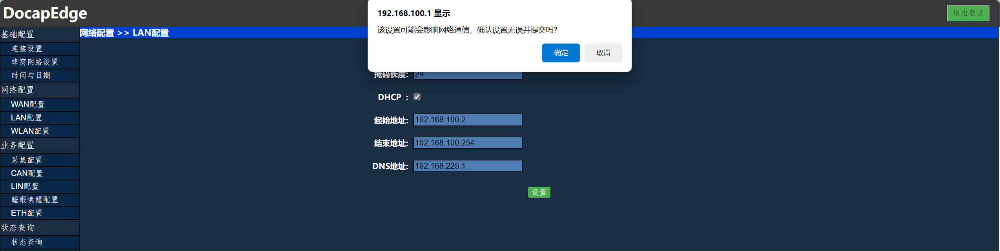 DocapEdge
退出登录
192.168.100.1 显示
该设置可能会影响网络通信，确认设置无误并提交吗？
确定
取消
基础配置
连接设置
蜂窝网络设置
时间与日期
网络配置
WAN配置
LAN配置
WLAN配置
业务配置
采集配置
CAN配置
LIN配置
睡眠唤醒配置
ETH配置
状态查询
状态查询
网络配置 >> LAN配置
掩码长度: 24
DHCP :
起始地址: 192.168.100.2
结束地址: 192.168.100.254
DNS地址: 192.168.225.1
设置